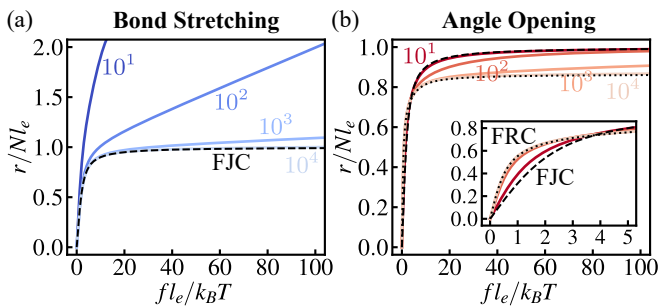 (a) Bond Stretching
2.0
1.5
1.0
0.5
0.0
r/Nl_e
10^1
10^2
10^3
10^4
FJC
0 20 40 60 80 100
fl_e/k_BT
(b) Angle Opening
1.0
0.8
0.6
0.4
0.2
0.0
r/Nl_e
10^1
10^2
10^3
10^4
0.8
0.6
0.4
0.2
0.0
FRC
FJC
0 1 2 3 4 5
0 20 40 60 80 100
fl_e/k_BT